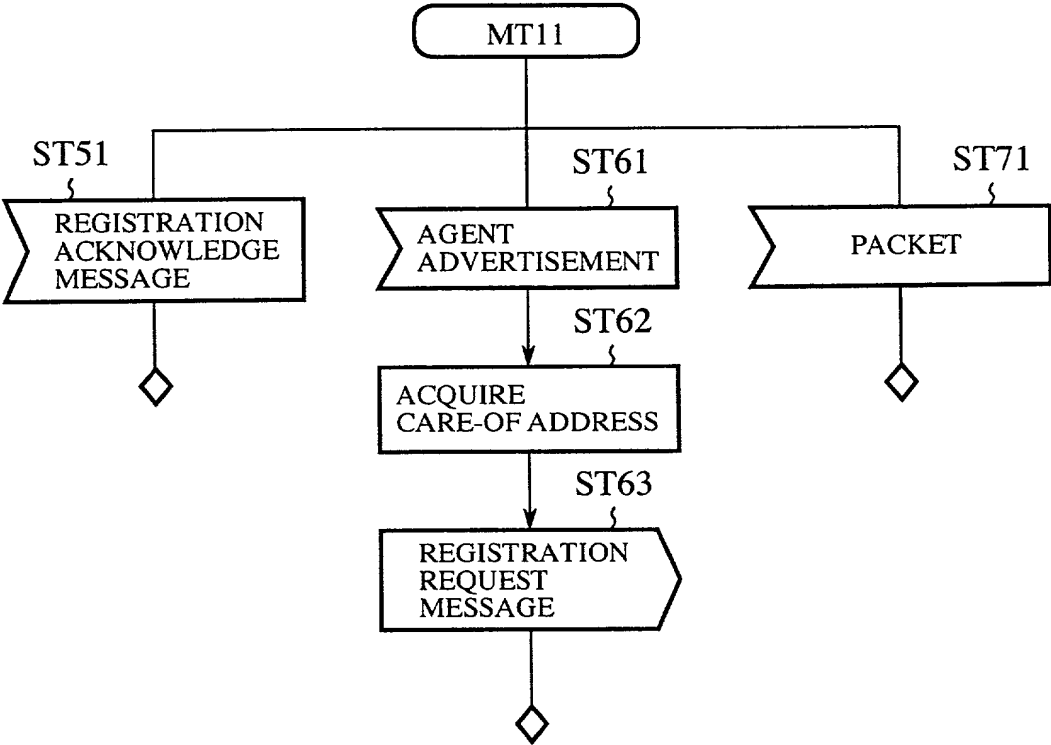 MT11
ST51
REGISTRATION
ACKNOWLEDGE
MESSAGE
ST61
AGENT
ADVERTISEMENT
ST71
PACKET
ST62
ACQUIRE
CARE-OF ADDRESS
ST63
REGISTRATION
REQUEST
MESSAGE